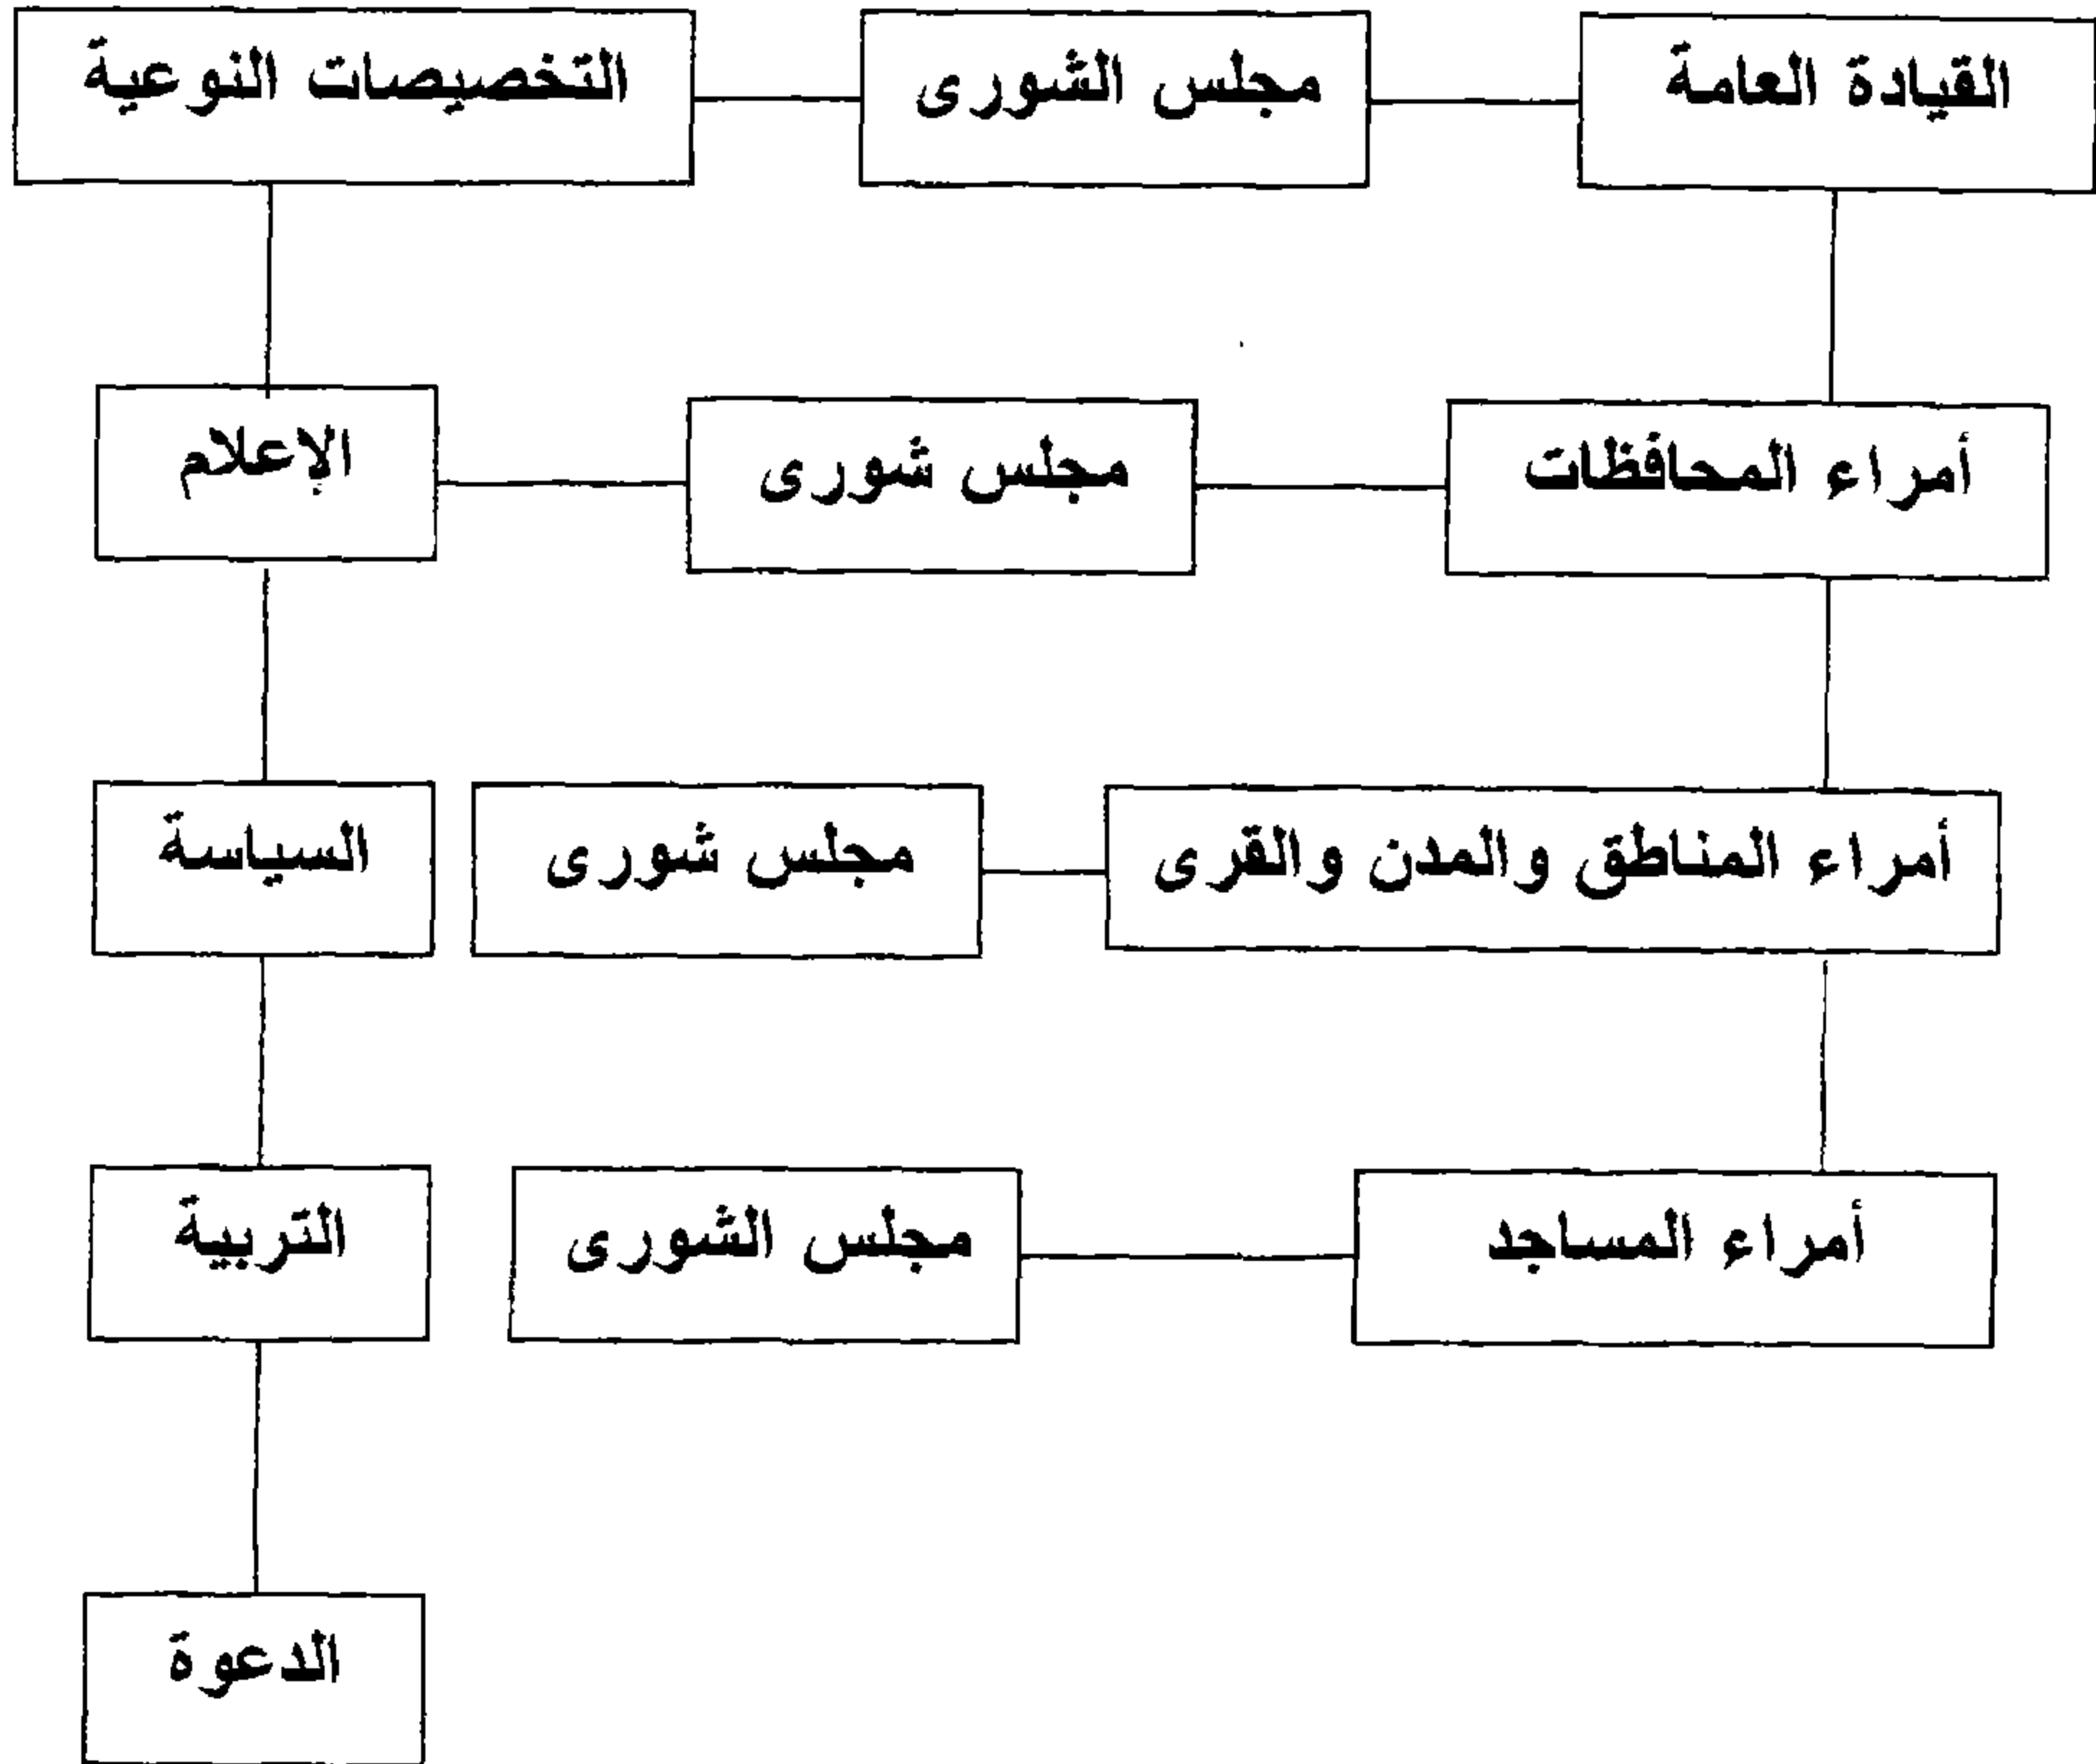 القيادة العامة
مجلس الشورى
التخصيصات النوعية
أمراء المحافظات
مجلس شورى
الإعلام
أمراء المناطق والمدن والقرى
مجلس شورى
السياسة
أمراء المساجد
مجلس الشورى
التربية
الدعوة